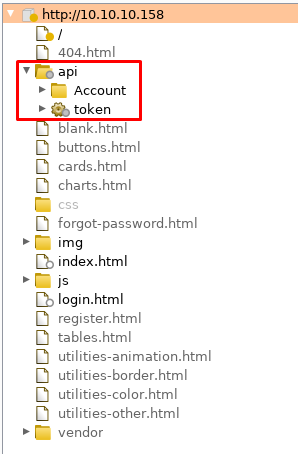 http://10.10.10.158
/
404.html
api
Account
token
blank.html
buttons.html
cards.html
charts.html
css
forgot-password.html
img
index.html
js
login.html
register.html
tables.html
utilities-animation.html
utilities-border.html
utilities-color.html
utilities-other.html
vendor